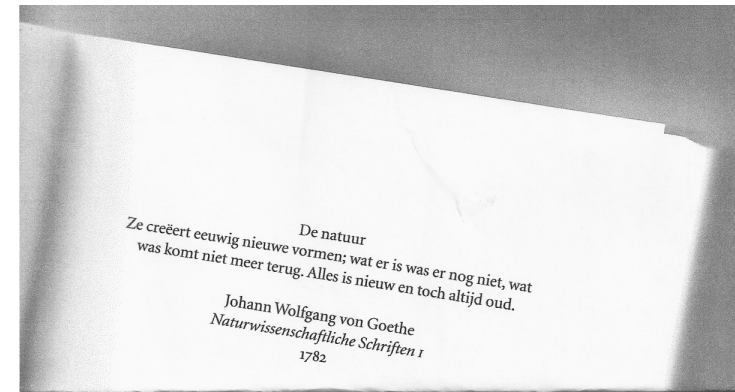 De natuur
Ze creëert eeuwig nieuwe vormen; wat er is was er nog niet, wat
was komt niet meer terug. Alles is nieuw en toch altijd oud.
Johann Wolfgang von Goethe
Naturwissenschaftliche Schriften I
1782